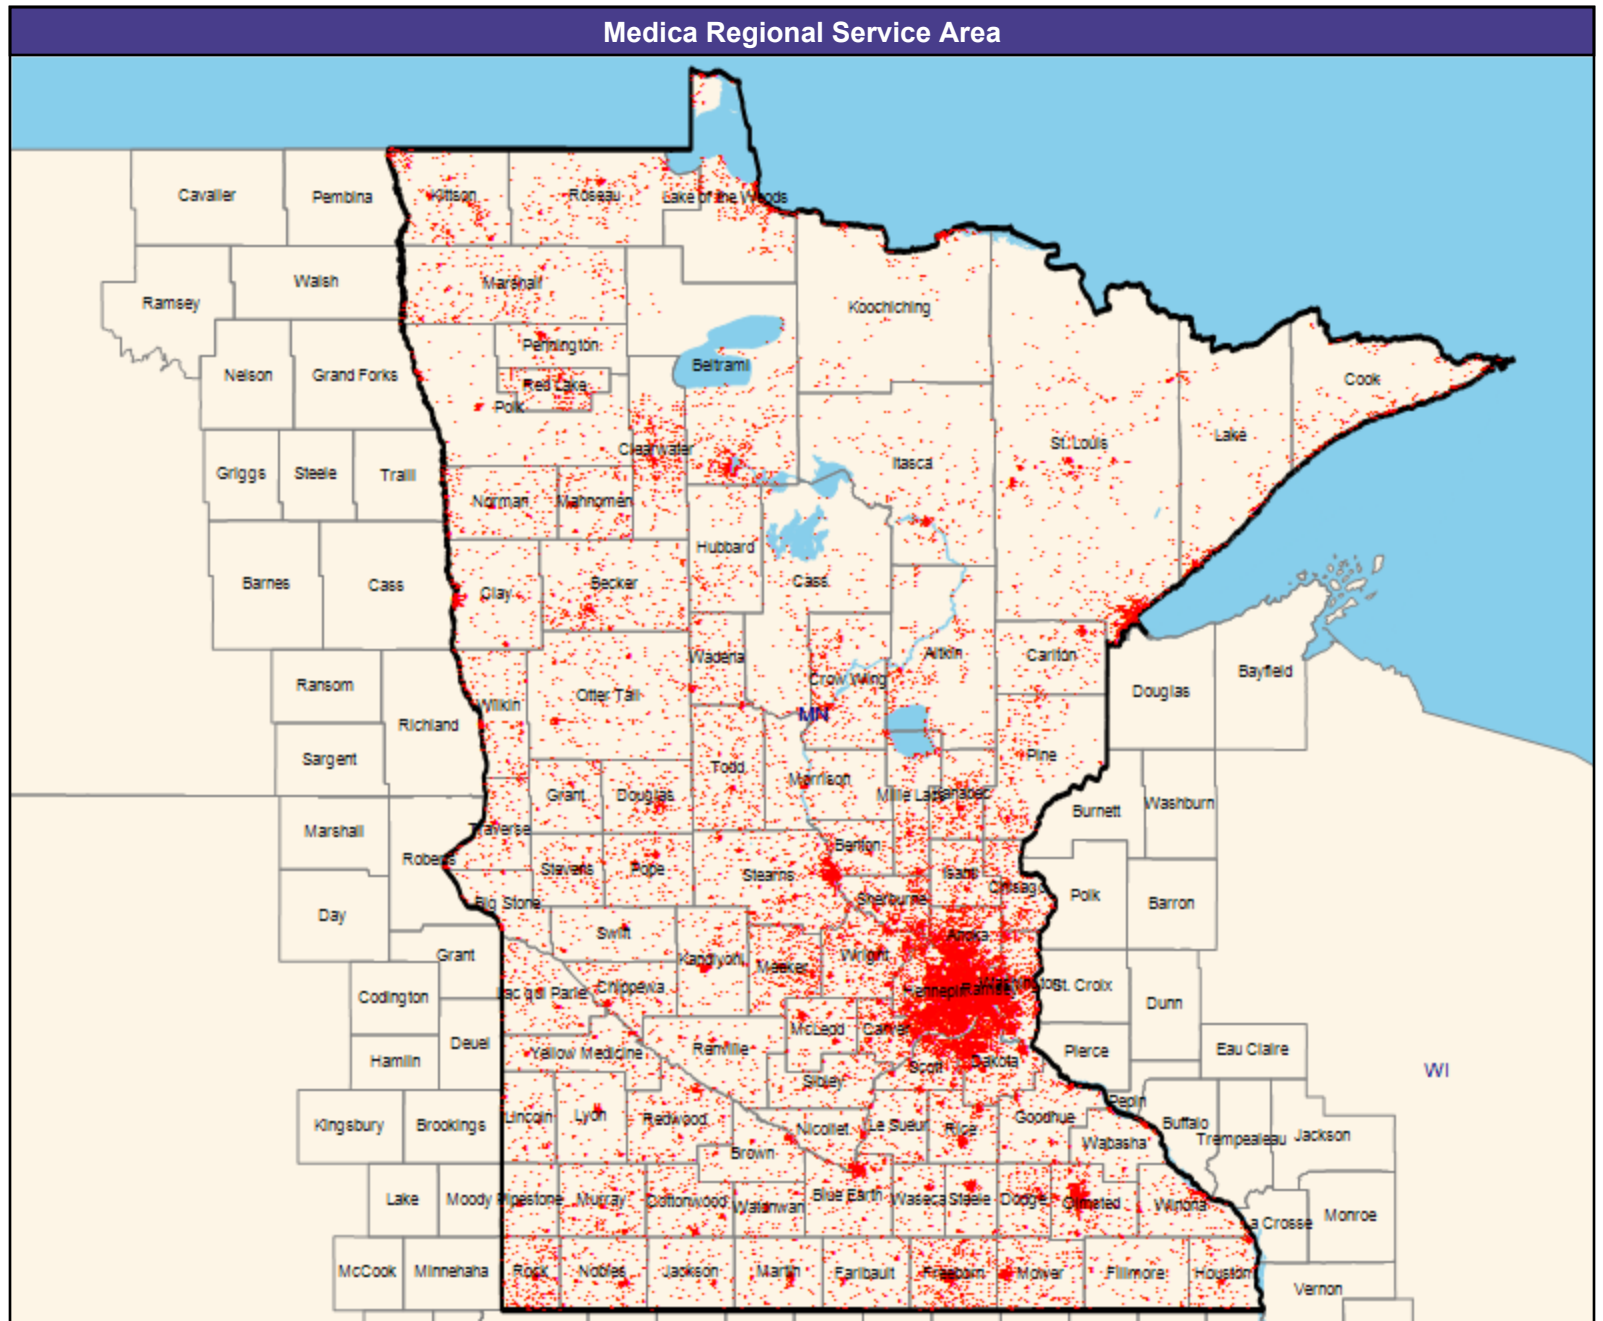 Medica Regional Service Area
Cavalier
Pembina
Kittson
Roseau
Lake of the Woods
Ramsey
Walsh
Marshall
Koochiching
Pennington
Beltrami
Nelson
Grand Forks
Red Lake
Polk
Cook
Lake
St. Louis
Itasca
Clearwater
Griggs
Steele
Traill
Norman
Mahnomen
Hubbard
Cass
Barnes
Cass
Clay
Becker
Wadena
Aitkin
Carlton
Crow Wing
Bayfield
Douglas
Ransom
Richland
Wilkin
Otter Tail
MN
Sargent
Todd
Morrison
Pine
Grant
Douglas
Mille Lacs
Kanabec
Washburn
Burnett
Marshall
Traverse
Roberts
Benton
Stevens
Pope
Stearns
Isanti
Chisago
Sherburne
Polk
Barron
Day
Big Stone
Swift
Anoka
Grant
Kandiyohi
Meeker
Wright
Codington
Lac qui Parle
Chippewa
Hennepin
Ramsey
Washington
St. Croix
Dunn
McLeod
Carver
Deuel
Hamlin
Yellow Medicine
Renville
Scott
Dakota
Pierce
Eau Claire
WI
Sibley
Pepin
Kingsbury
Brookings
Lincoln
Lyon
Redwood
Nicollet
Le Sueur
Rice
Goodhue
Wabasha
Buffalo
Trempealeau
Jackson
Brown
Lake
Moody
Pipestone
Murray
Cottonwood
Watonwan
Blue Earth
Waseca
Steele
Dodge
Olmsted
Winona
La Crosse
Monroe
McCook
Minnehaha
Rock
Nobles
Jackson
Martin
Faribault
Freeborn
Mower
Fillmore
Houston
Vernon